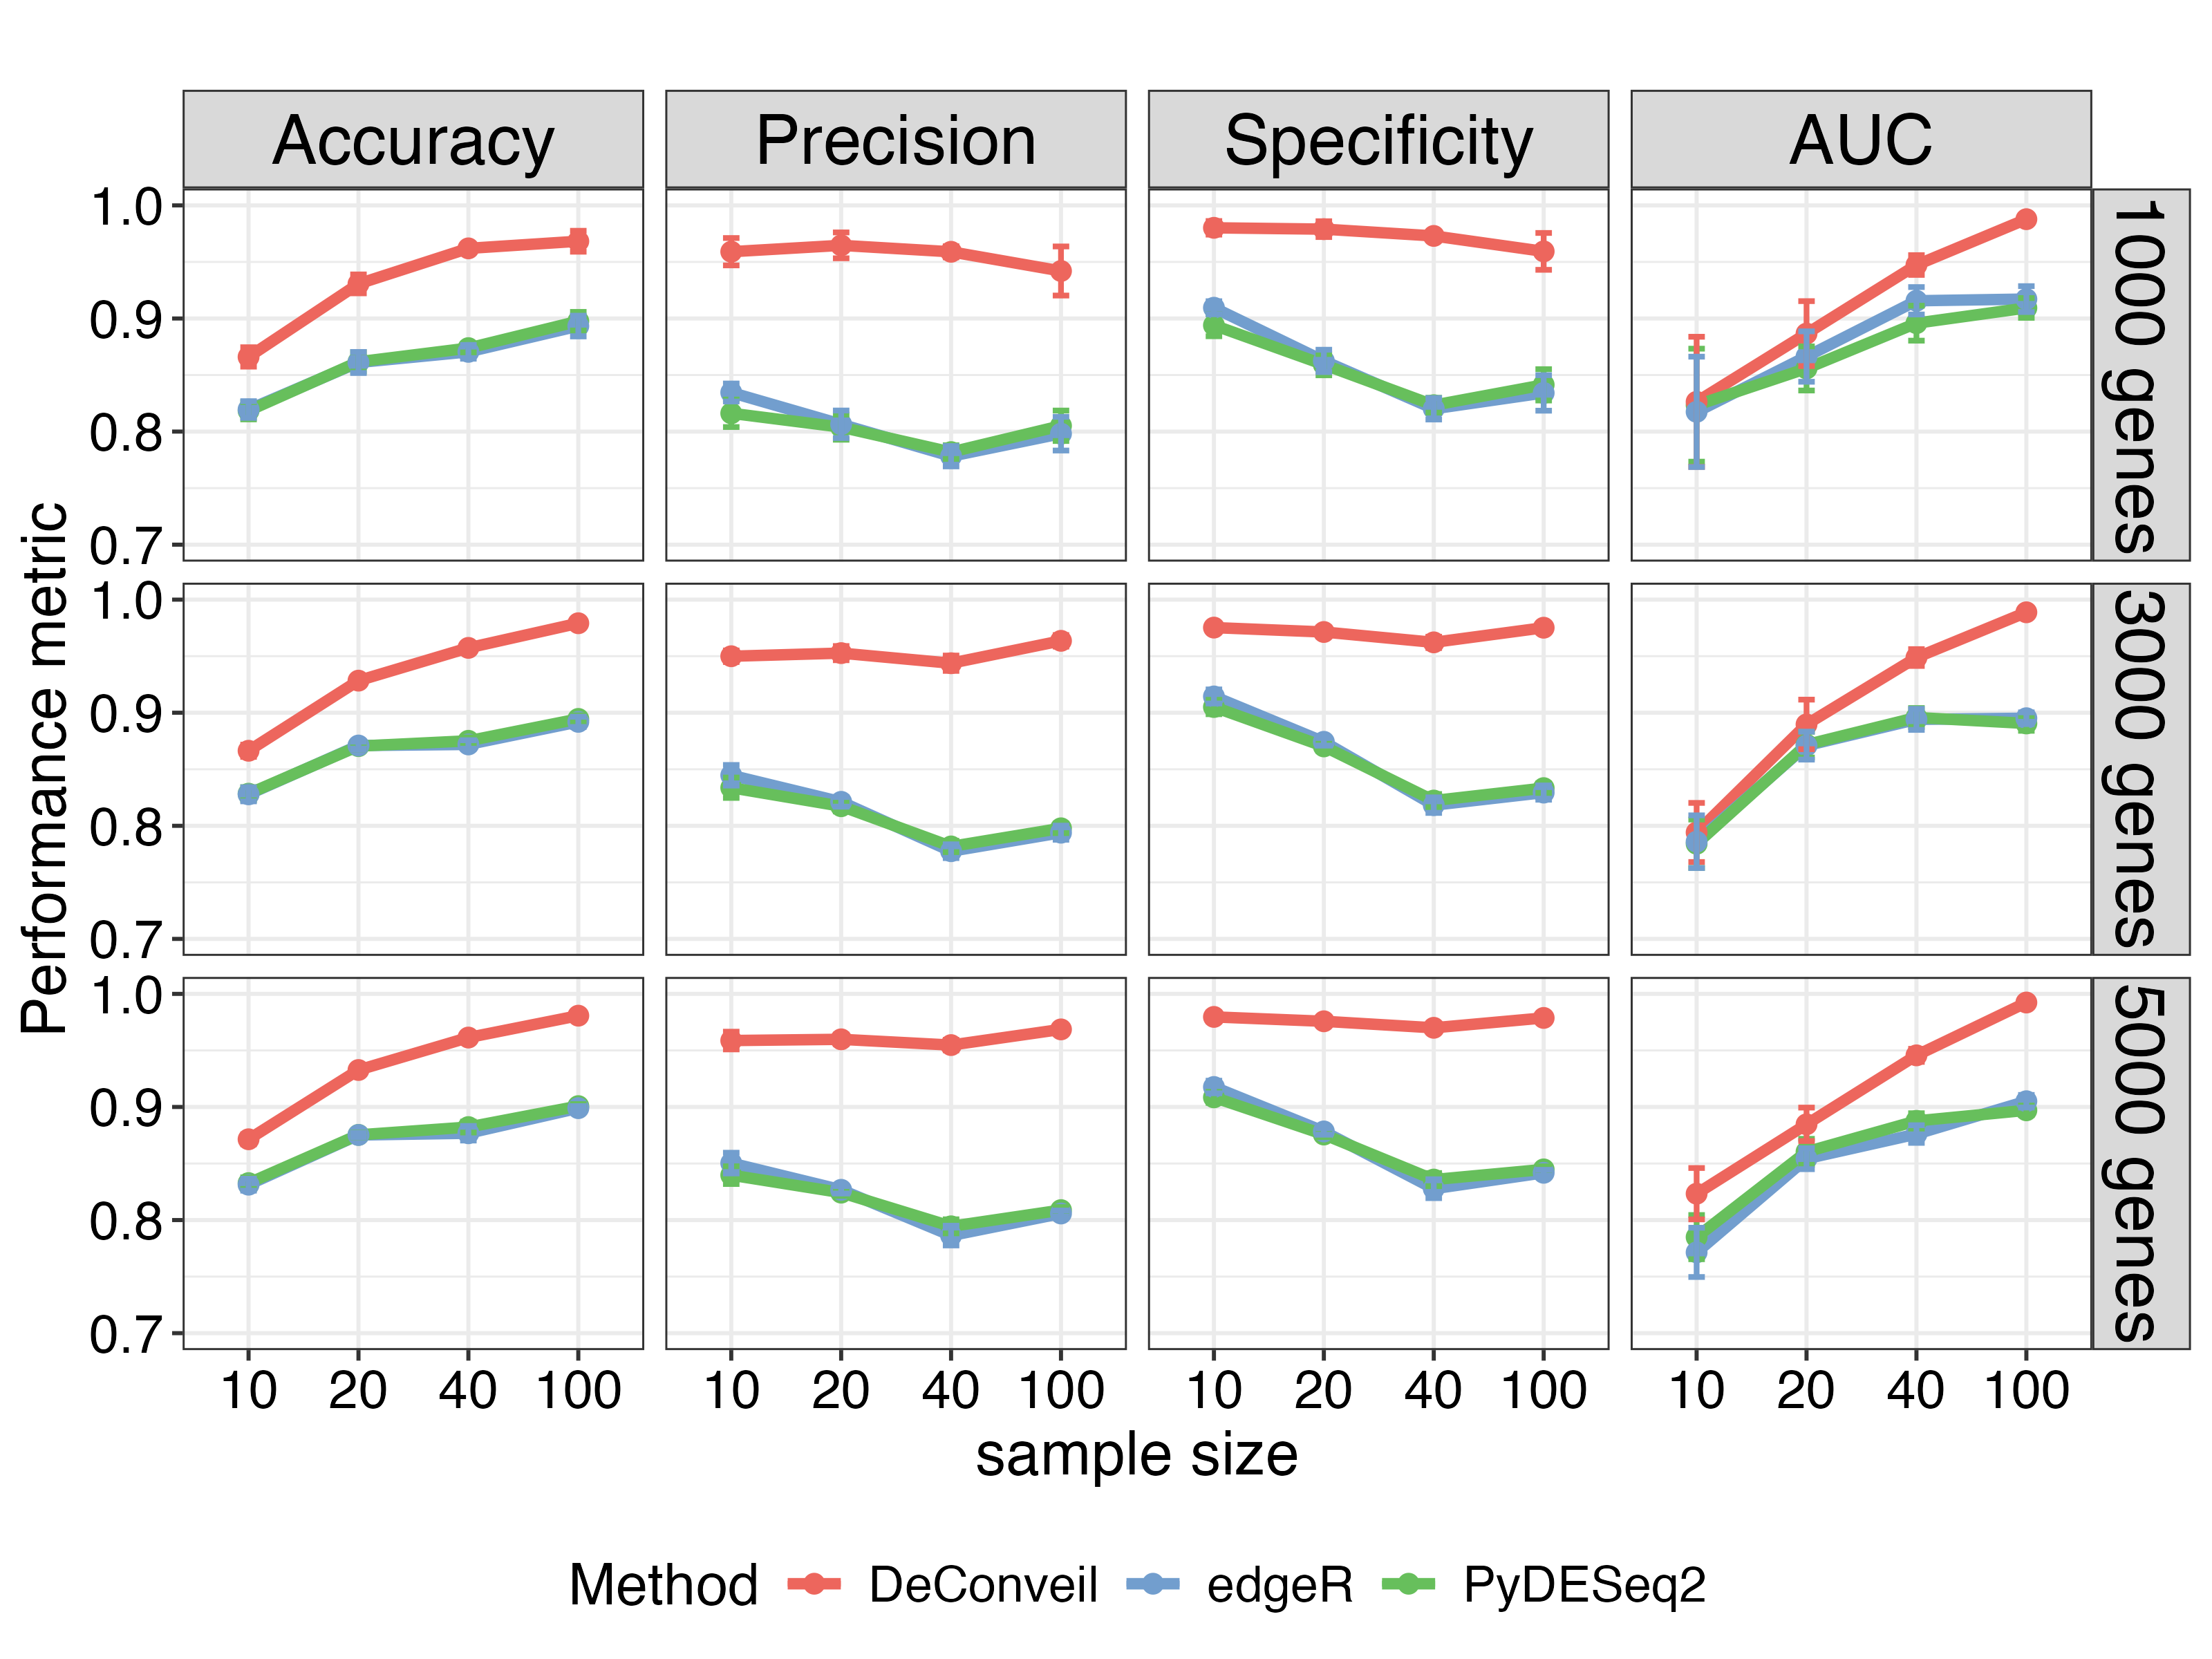 Accuracy Precision Specificity AUC
1.0
0.9
0.8
0.7
1000 genes
1.0
0.9
0.8
0.7
3000 genes
1.0
0.9
0.8
0.7
5000 genes
Performance metric
10 20 40 100 10 20 40 100 10 20 40 100 10 20 40 100
sample size
Method DeConveil edgeR PyDESeq2